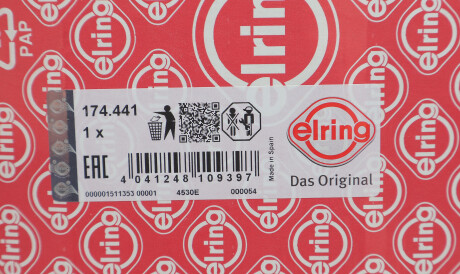 PAP
elring
174.441
1 x
elring
EAC
4 041248 109397
Made in Spain
Das Original
000001511353 00001 4530E 000054